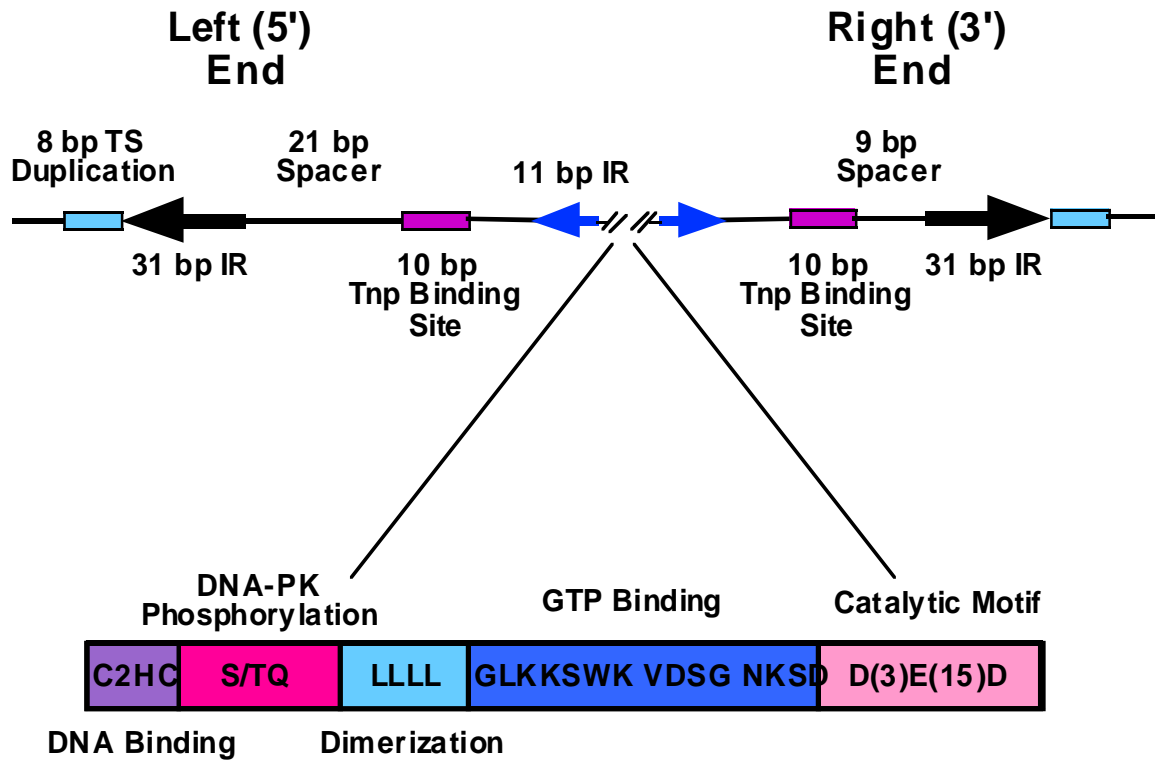 Left (5')
End
Right (3')
End
8 bp TS
Duplication
21 bp
Spacer
11 bp IR
9 bp
Spacer
31 bp IR
10 bp
Tnp Binding
Site
10 bp
Tnp Binding
Site
31 bp IR
DNA-PK
Phosphorylation
GTP Binding
Catalytic Motif
C2HC
S/TQ
LLLL
GLKKSWK VDSG NKSD
D(3)E(15)D
DNA Binding
Dimerization